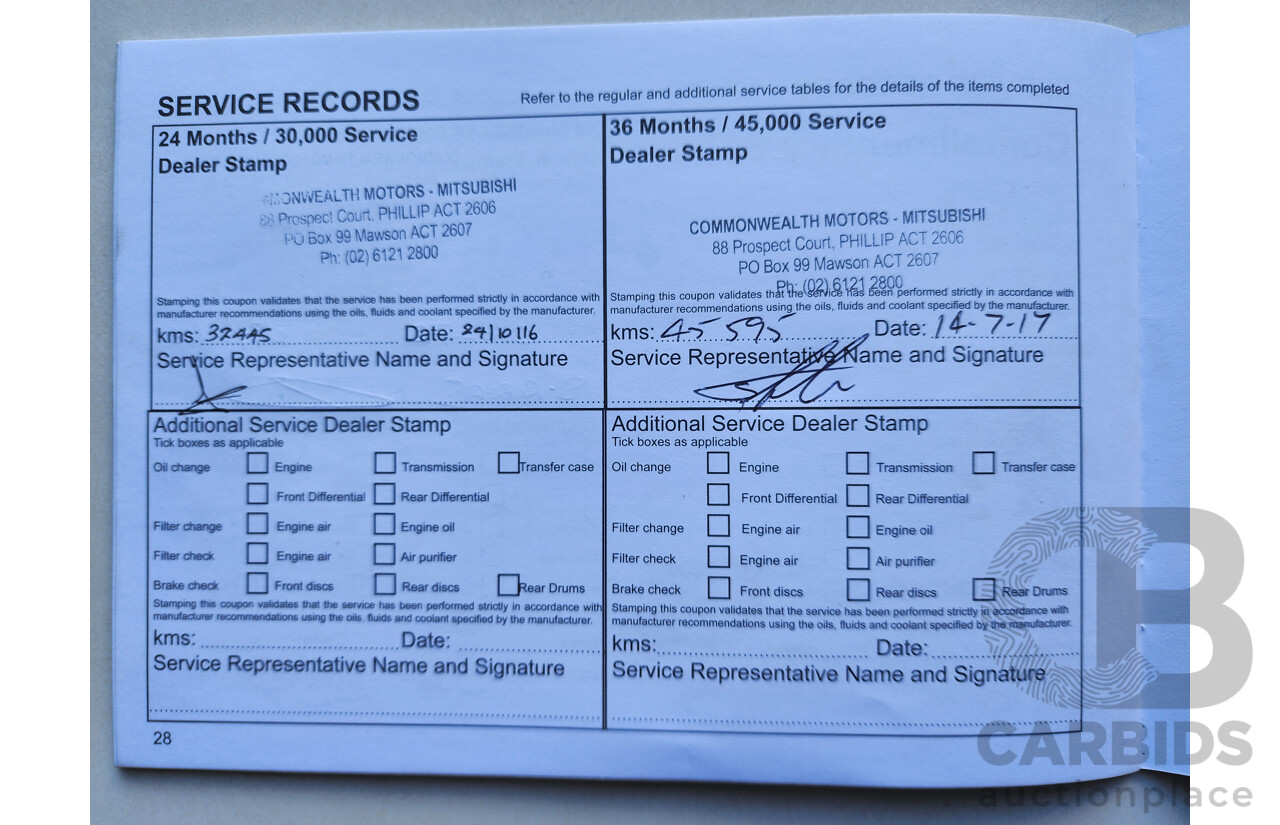 SERVICE RECORDS
Refer to the regular and additional service tables for the details of the items completed
24 Months / 30,000 Service
Dealer Stamp
MONWEALTH MOTORS - MITSUBISHI
88 Prospect Court, PHILLIP ACT 2606
PO Box 99 Mawson ACT 2607
Ph: (02) 6121 2800
Stamping this coupon validates that the service has been performed strictly in accordance with
manufacturer recommendations using the oils, fluids and coolant specified by the manufacturer.
kms: 32445 Date: 24/10/16
Service Representative Name and Signature
36 Months / 45,000 Service
Dealer Stamp
COMMONWEALTH MOTORS - MITSUBISHI
88 Prospect Court, PHILLIP ACT 2606
PO Box 99 Mawson ACT 2607
Ph: (02) 6121 2800
Stamping this coupon validates that the service has been performed strictly in accordance with
manufacturer recommendations using the oils, fluids and coolant specified by the manufacturer.
kms: 45 595 Date: 14-7-17
Service Representative Name and Signature
Additional Service Dealer Stamp
Tick boxes as applicable
Oil change Engine Transmission Transfer case
Front Differential Rear Differential
Filter change Engine air Engine oil
Filter check Engine air Air purifier
Brake check Front discs Rear discs Rear Drums
Stamping this coupon validates that the service has been performed strictly in accordance with
manufacturer recommendations using the oils, fluids and coolant specified by the manufacturer.
kms: Date:
Service Representative Name and Signature
Additional Service Dealer Stamp
Tick boxes as applicable
Oil change Engine Transmission Transfer case
Front Differential Rear Differential
Filter change Engine air Engine oil
Filter check Engine air Air purifier
Brake check Front discs Rear discs Rear Drums
Stamping this coupon validates that the service has been performed strictly in accordance with
manufacturer recommendations using the oils, fluids and coolant specified by the manufacturer.
kms: Date:
Service Representative Name and Signature
28
CARBIDS
auctionplace